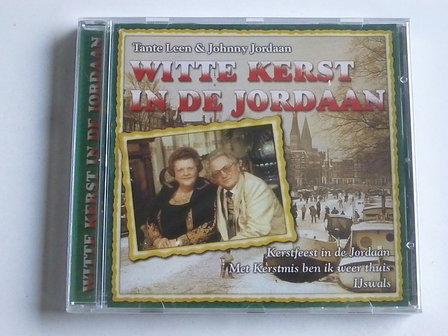 Tante Leen & Johnny Jordaan
WITTE KERST
IN DE JORDAAN
Kerstfeest in de Jordaan
Met Kerstmis ben ik weer thuis
IJswals
WITTE KERST IN DE JORDAAN